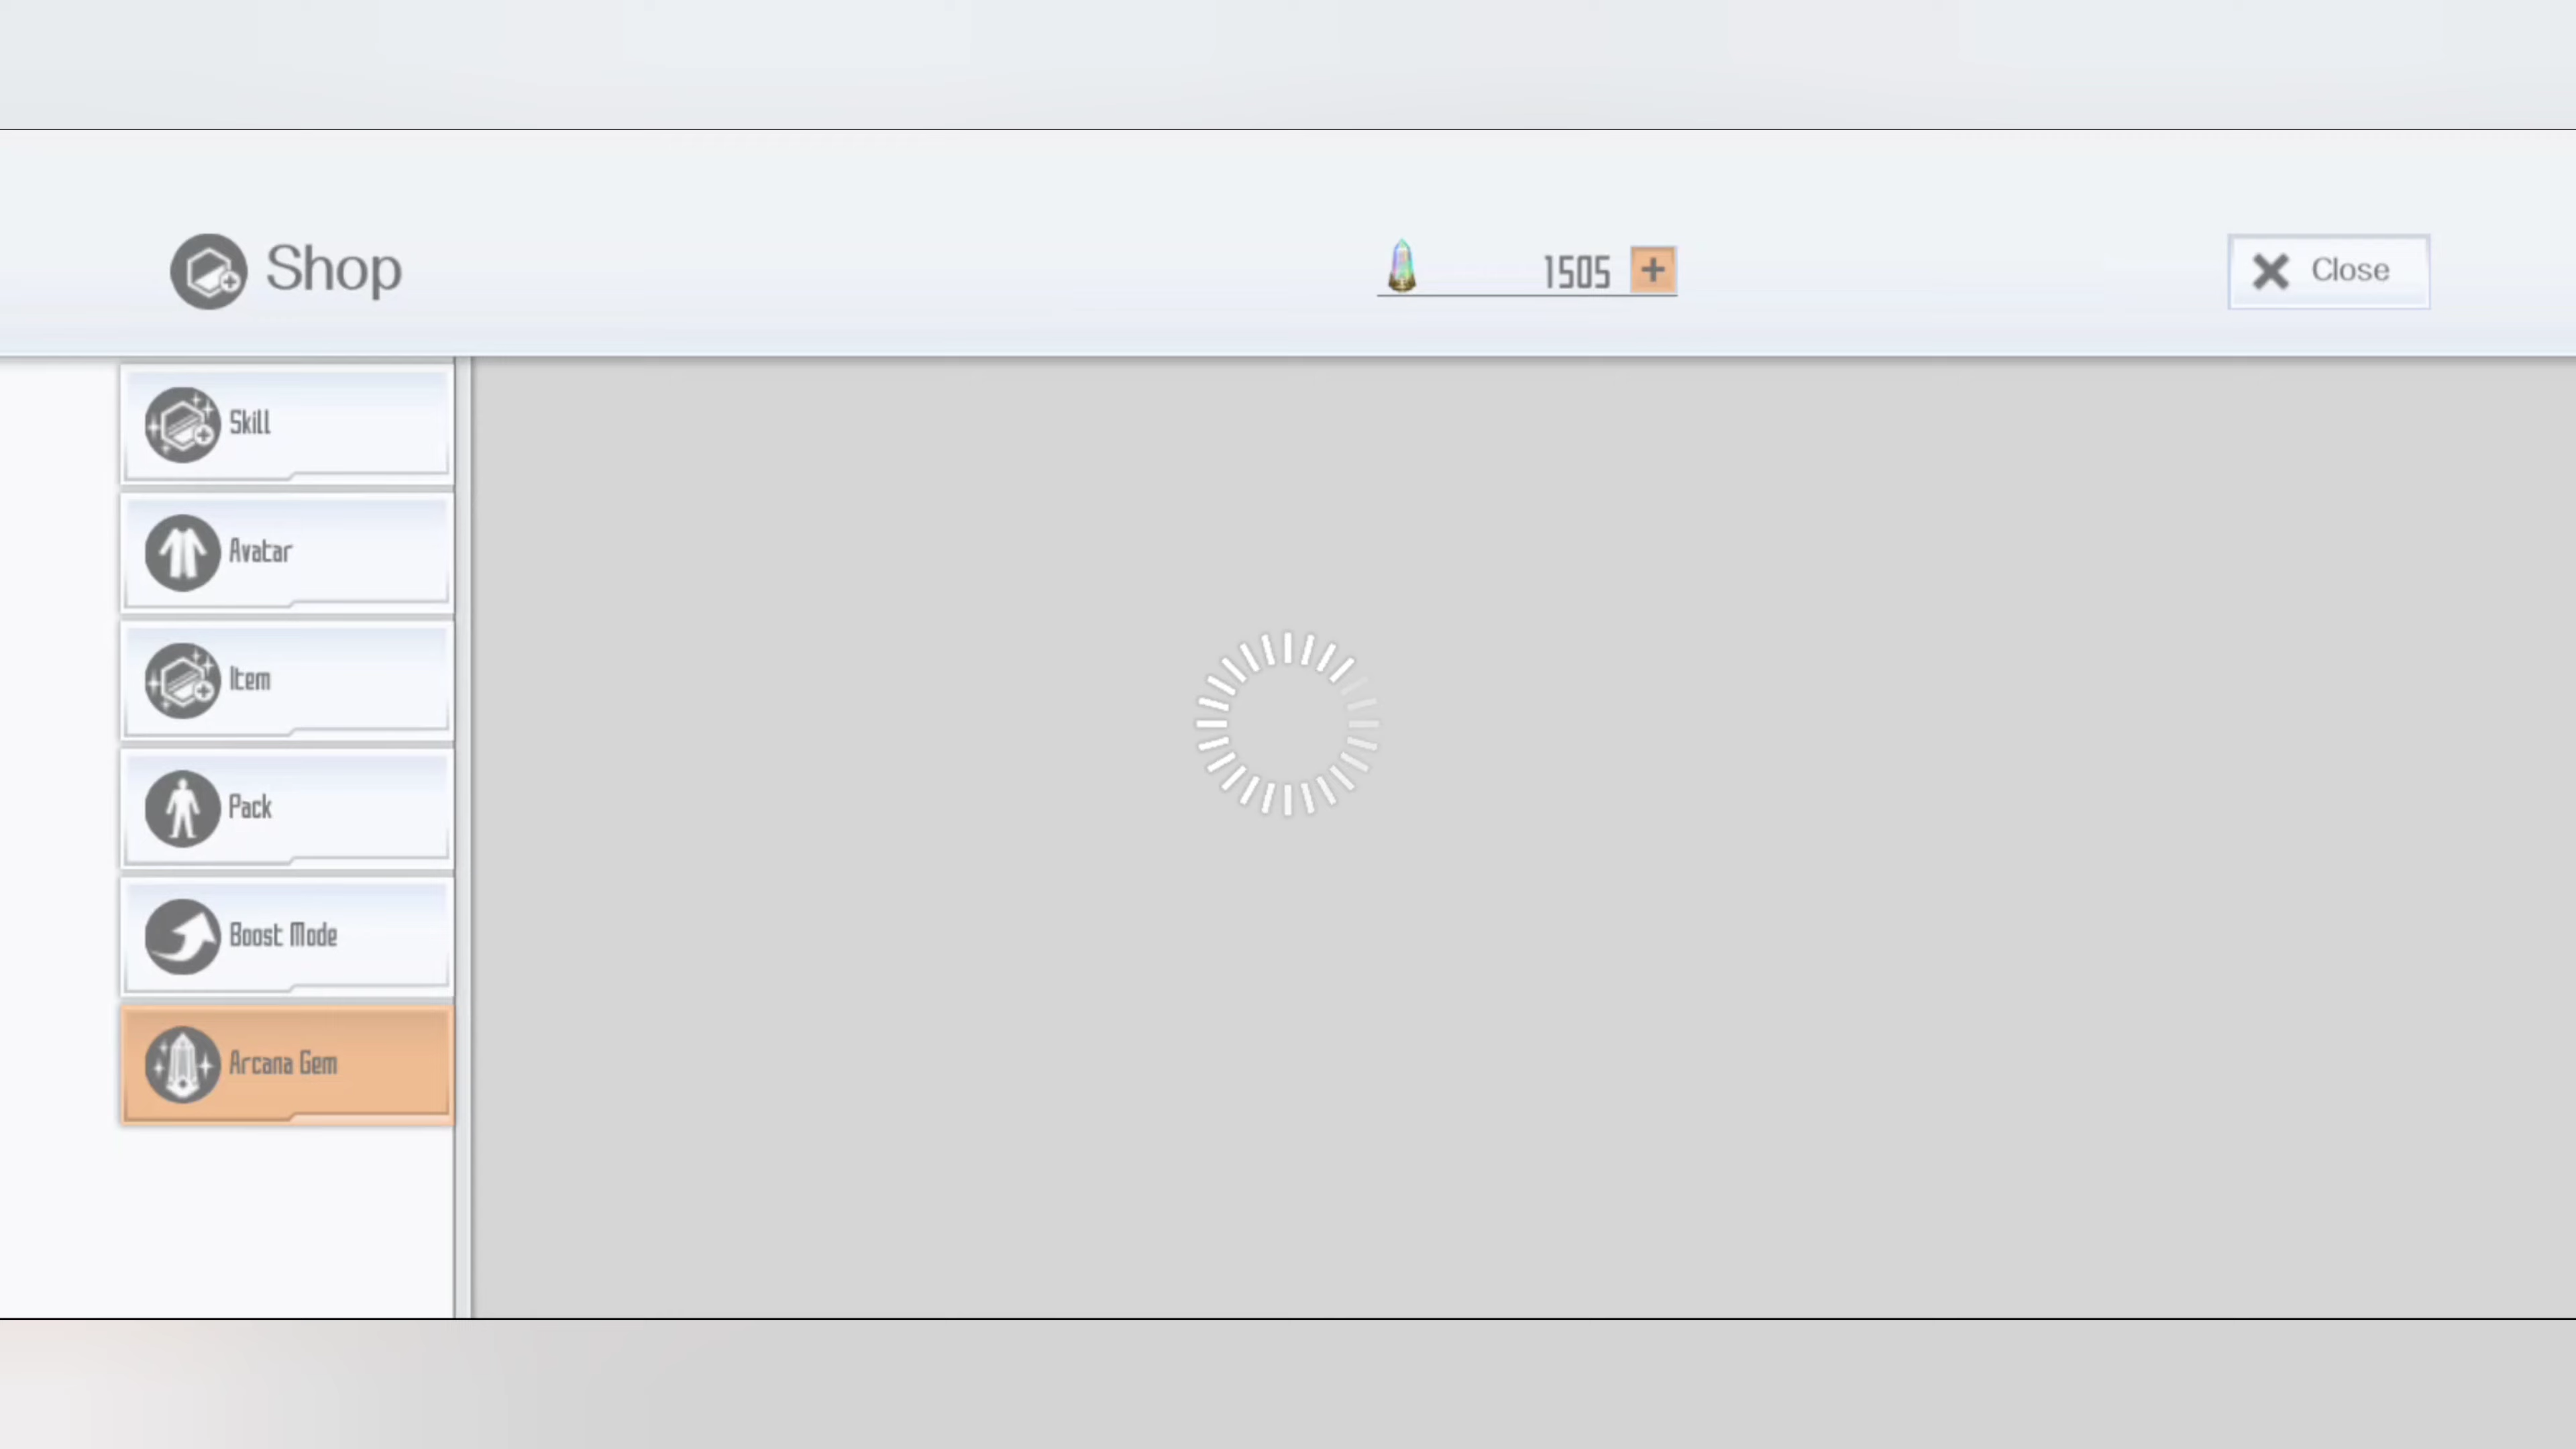 Shop
1505
Close
Skill
Avatar
Item
Pack
Boost Mode
Arcana Gem